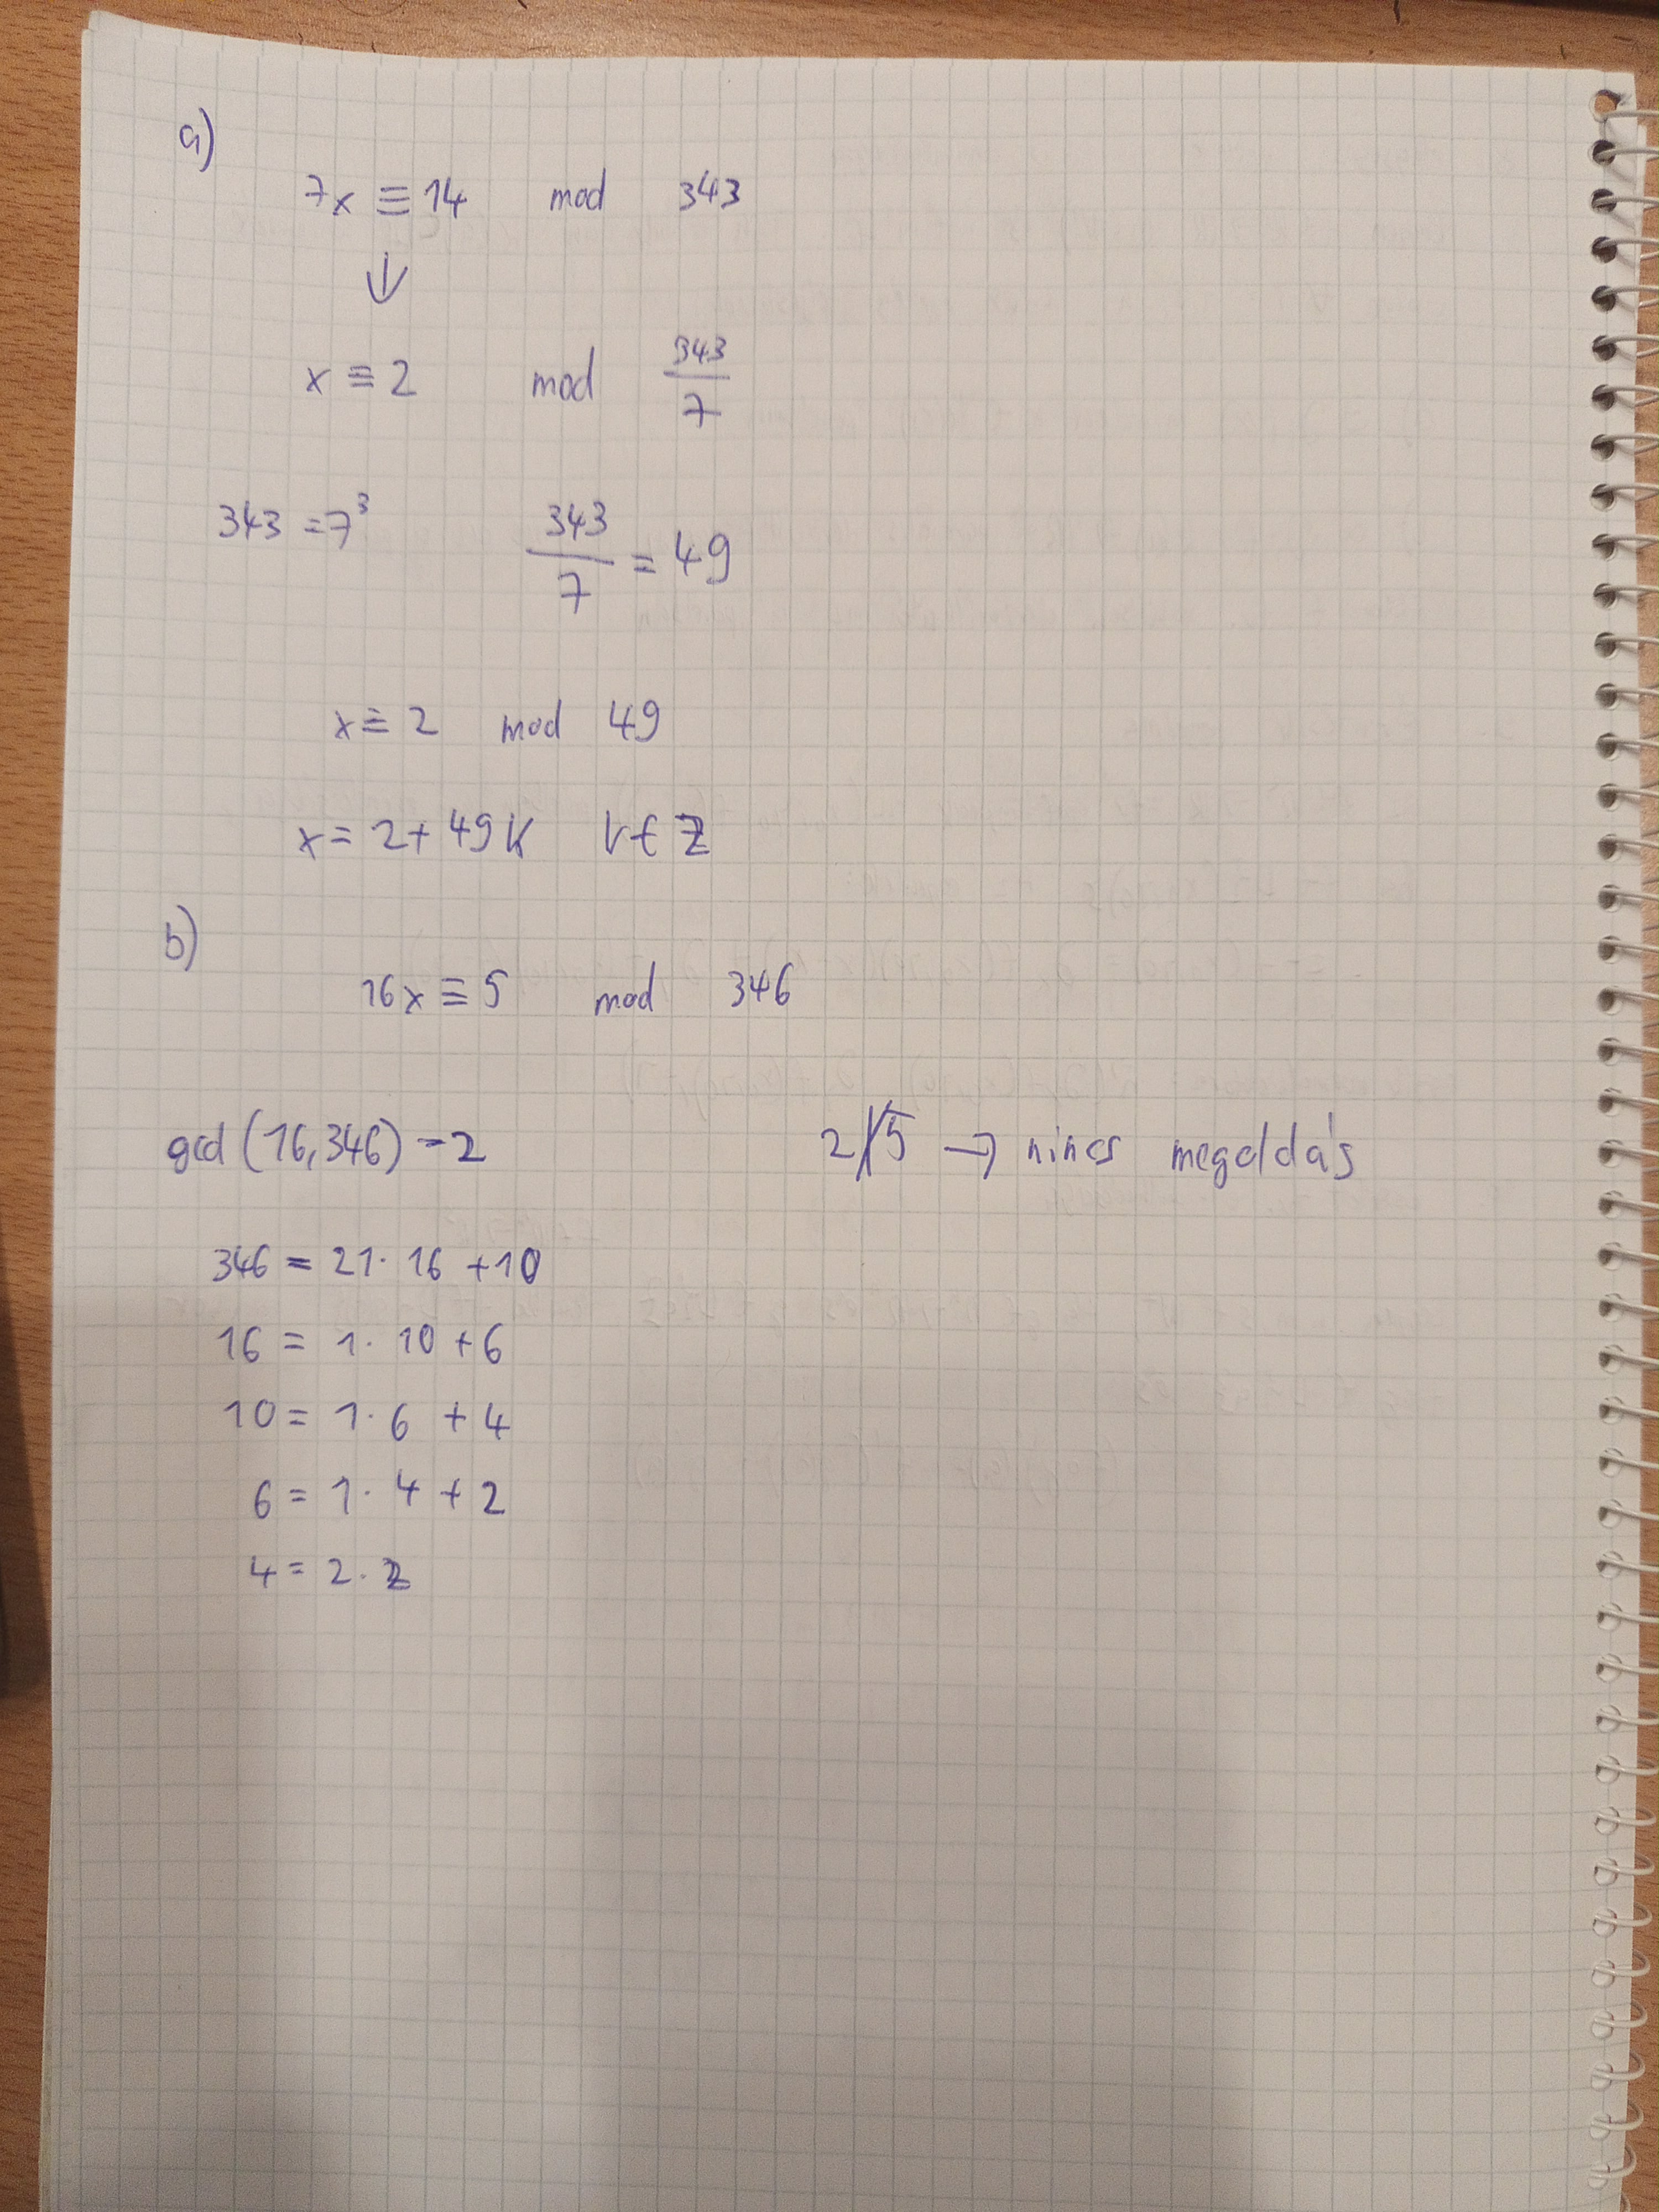 a)
7x ≡ 14 mod 343
↓
x ≡ 2 mod 343/7
343 = 7³ 343/7 = 49
x ≡ 2 mod 49
x = 2 + 49K K ∈ Z
b)
16x ≡ 5 mod 346
gcd (16,346) = 2 2∤5 → nincs megoldás
346 = 21 · 16 + 10
16 = 1 · 10 + 6
10 = 1 · 6 + 4
6 = 1 · 4 + 2
4 = 2 · 2